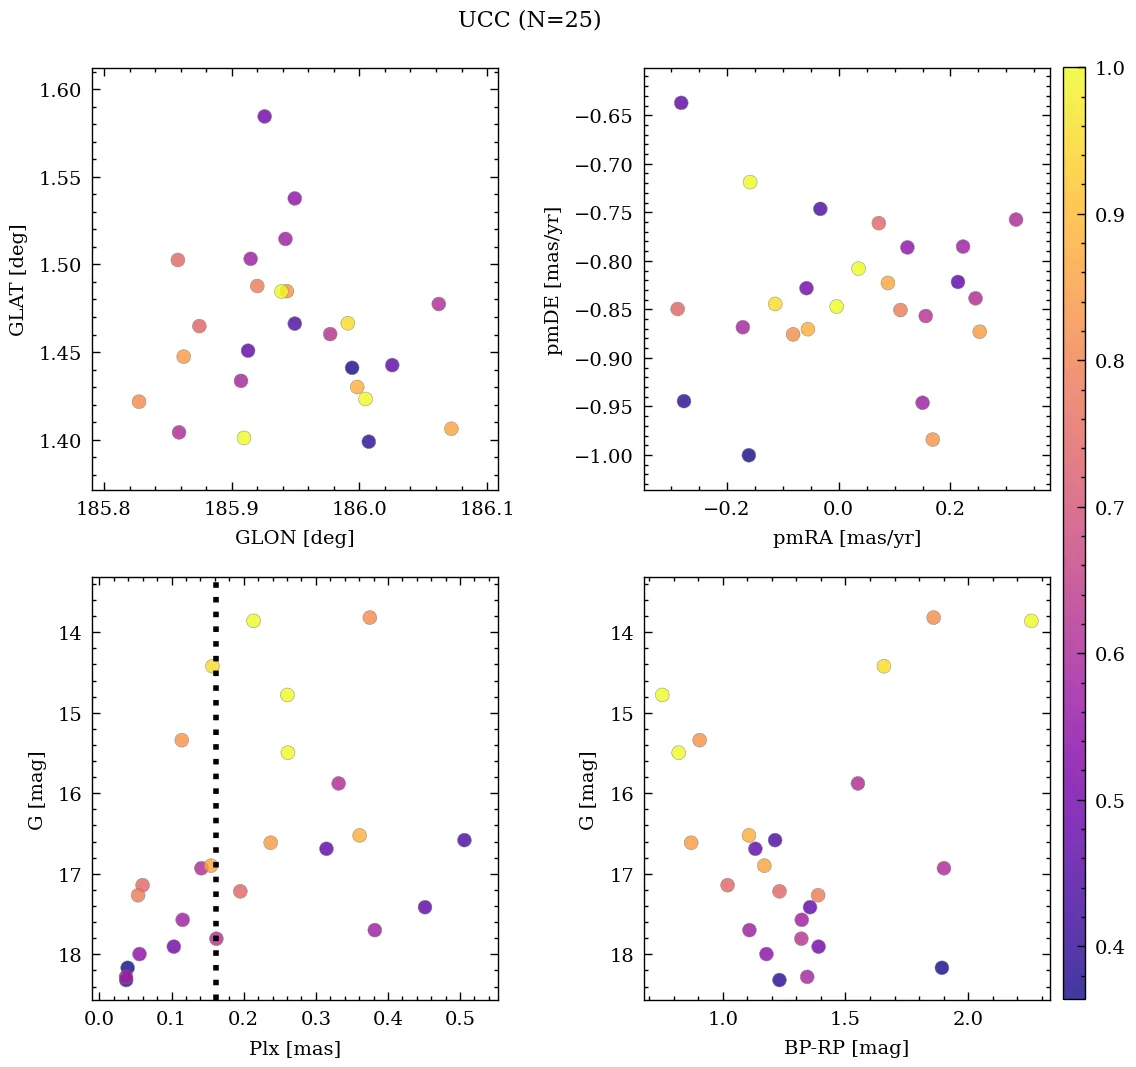 UCC (N=25)
1.60
1.55
1.50
1.45
1.40
GLAT [deg]
185.8 185.9 186.0 186.1
GLON [deg]
−0.65
−0.70
−0.75
−0.80
−0.85
−0.90
−0.95
−1.00
pmDE [mas/yr]
−0.2 0.0 0.2
pmRA [mas/yr]
14
15
16
17
18
G [mag]
0.0 0.1 0.2 0.3 0.4 0.5
Plx [mas]
14
15
16
17
18
G [mag]
1.0 1.5 2.0
BP-RP [mag]
1.0
0.9
0.8
0.7
0.6
0.5
0.4